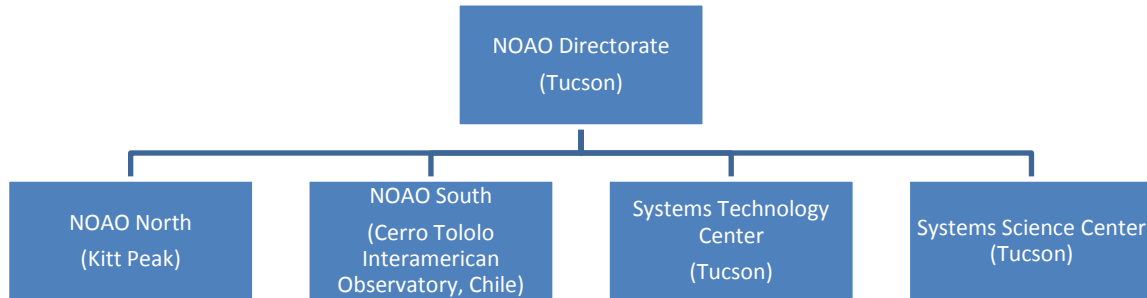 NOAO Directorate
(Tucson)
NOAO North
(Kitt Peak)
NOAO South
(Cerro Tololo
Interamerican
Observatory, Chile)
Systems Technology
Center
(Tucson)
Systems Science Center
(Tucson)